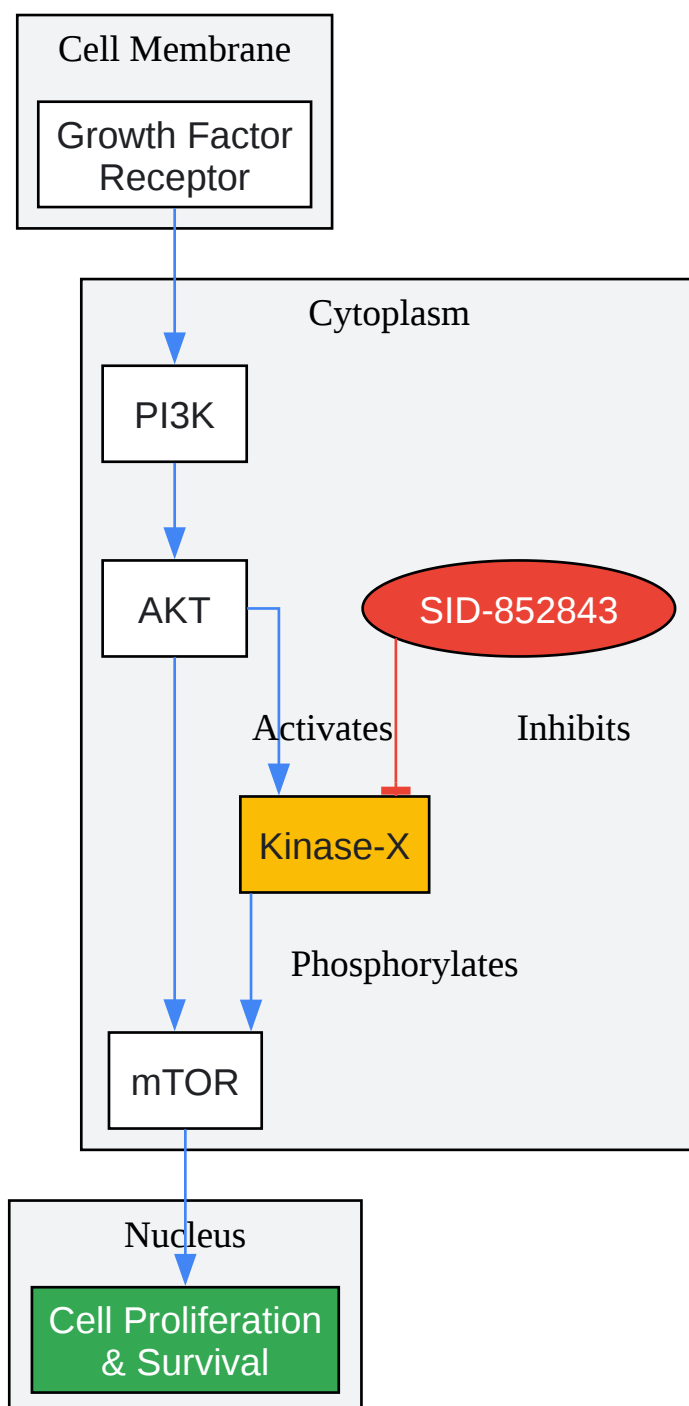 Cell Membrane
Growth Factor
Receptor
Cytoplasm
PI3K
AKT
SID-852843
Activates
Inhibits
Kinase-X
Phosphorylates
mTOR
Nucleus
Cell Proliferation
& Survival